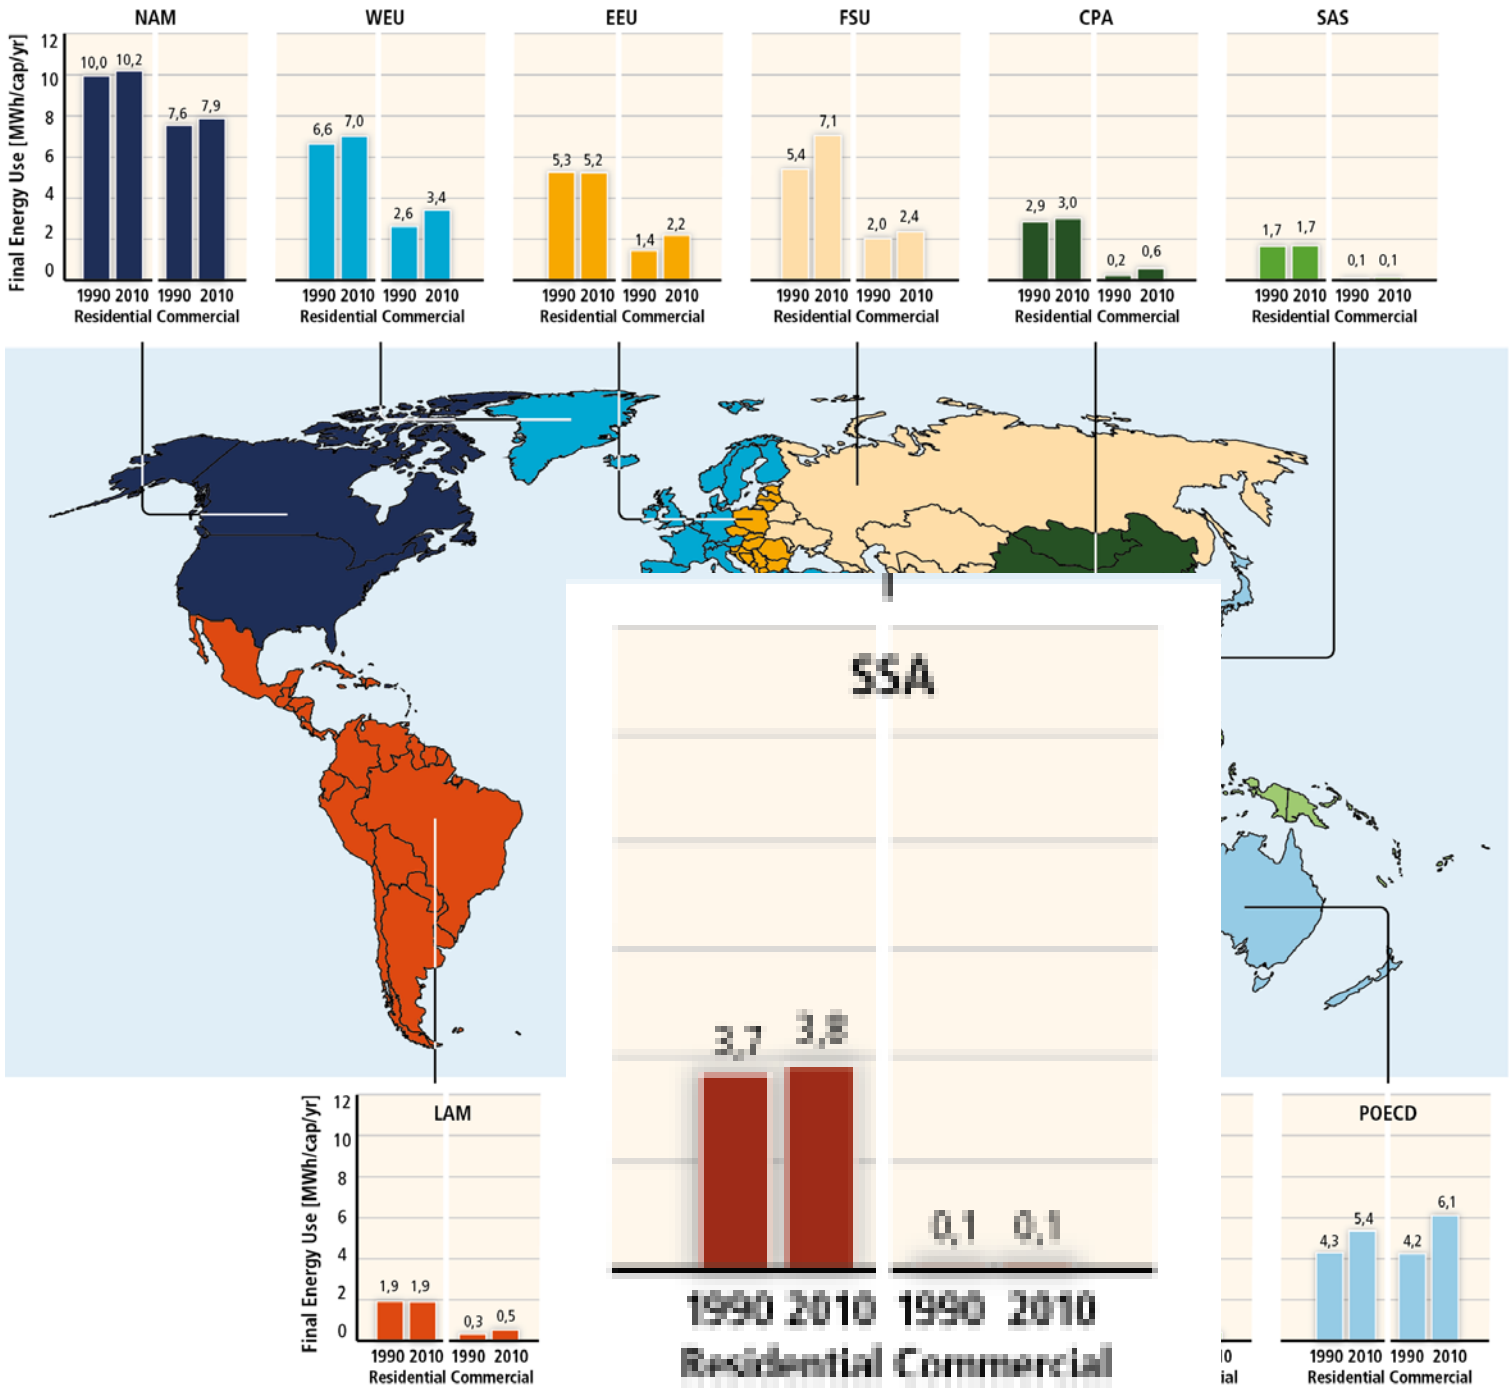 NAM WEU EEU FSU CPA SAS
Final Energy Use [MWh/cap/yr]
12
10
8
6
4
2
0
10,0 10,2 7,6 7,9
1990 2010 1990 2010
Residential Commercial
6,6 7,0 2,6 3,4
1990 2010 1990 2010
Residential Commercial
5,3 5,2 1,4 2,2
1990 2010 1990 2010
Residential Commercial
5,4 7,1 2,0 2,4
1990 2010 1990 2010
Residential Commercial
2,9 3,0 0,2 0,6
1990 2010 1990 2010
Residential Commercial
1,7 1,7 0,1 0,1
1990 2010 1990 2010
Residential Commercial
LAM
Final Energy Use [MWh/cap/yr]
12
10
8
6
4
2
0
1,9 1,9 0,3 0,5
1990 2010 1990 2010
Residential Commercial
SSA
3,7 3,8 0,1 0,1
1990 2010 1990 2010
Residential Commercial
10
ial
POECD
4,3 5,4 4,2 6,1
1990 2010 1990 2010
Residential Commercial